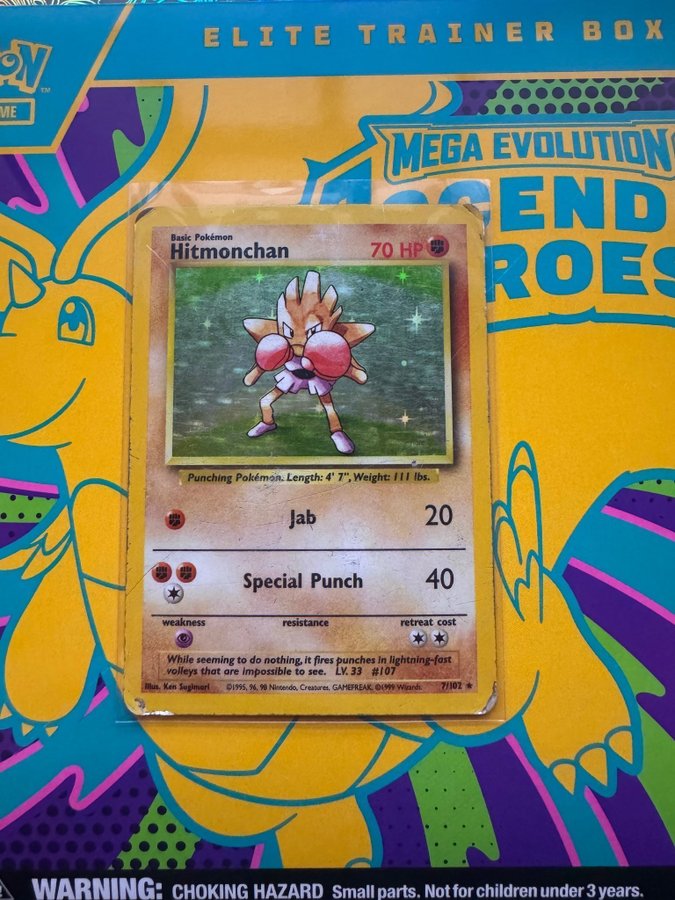 ELITE TRAINER BOX
MEGA EVOLUTION
Basic Pokémon
Hitmonchan
70 HP
Punching Pokémon. Length: 4' 7", Weight: 111 lbs.
Jab 20
Special Punch 40
weakness resistance retreat cost
While seeming to do nothing, it fires punches in lightning-fast
volleys that are impossible to see. LV. 33 #107
Illus. Ken Sugimori ©1995, 96, 98 Nintendo, Creatures, GAMEFREAK. ©1999 Wizards. 7/102
WARNING: CHOKING HAZARD Small parts. Not for children under 3 years.